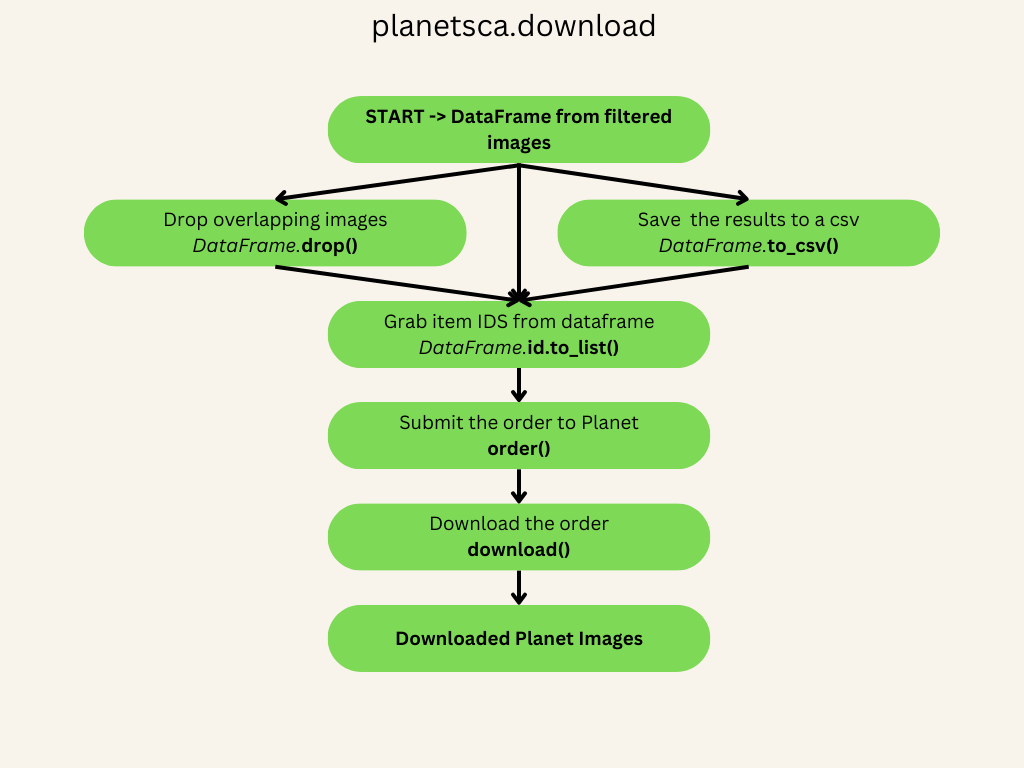 planetsca.download
START -> DataFrame from filtered
images
Drop overlapping images
DataFrame.drop()
Save  the results to a csv
DataFrame.to_csv()
Grab item IDS from dataframe
DataFrame.id.to_list()
Submit the order to Planet
order()
Download the order
download()
Downloaded Planet Images